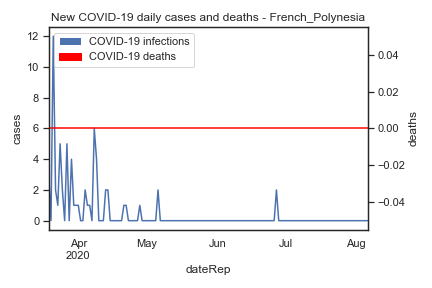 New COVID-19 daily cases and deaths - French_Polynesia
COVID-19 infections
COVID-19 deaths
12
10
8
6
4
2
0
cases
0.04
0.02
0.00
−0.02
−0.04
deaths
Apr
2020
May
Jun
Jul
Aug
dateRep